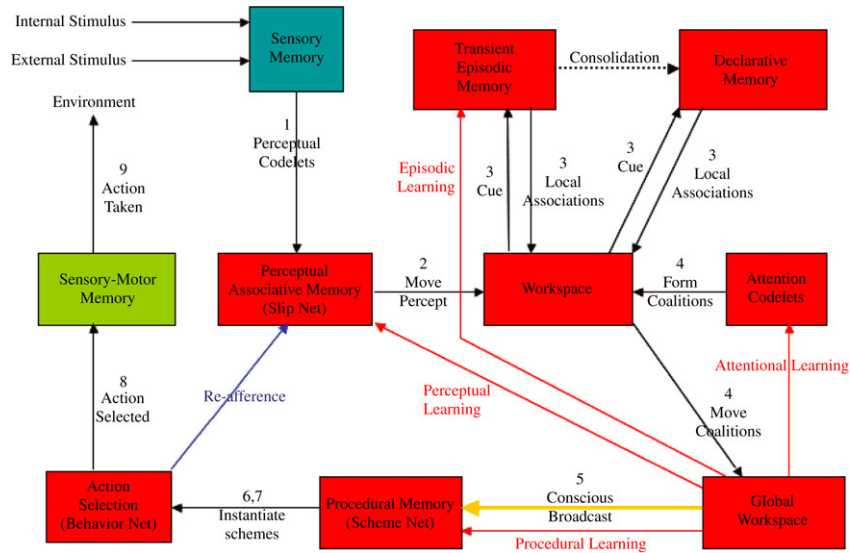 Internal Stimulus
External Stimulus
Sensory
Memory
Transient
Episodic
Memory
Consolidation
Declarative
Memory
Environment
1
Perceptual
Codelets
9
Action
Taken
Episodic
Learning
3
Cue
3
Local
Associations
3
Cue
3
Local
Associations
Sensory-Motor
Memory
Perceptual
Associative Memory
(Slip Net)
2
Move
Percept
Workspace
4
Form
Coalitions
Attention
Codelets
8
Action
Selected
Re-afference
Perceptual
Learning
Attentional Learning
4
Move
Coalitions
Action
Selection
(Behavior Net)
6,7
Instantiate
schemes
Procedural Memory
(Scheme Net)
5
Conscious
Broadcast
Procedural Learning
Global
Workspace